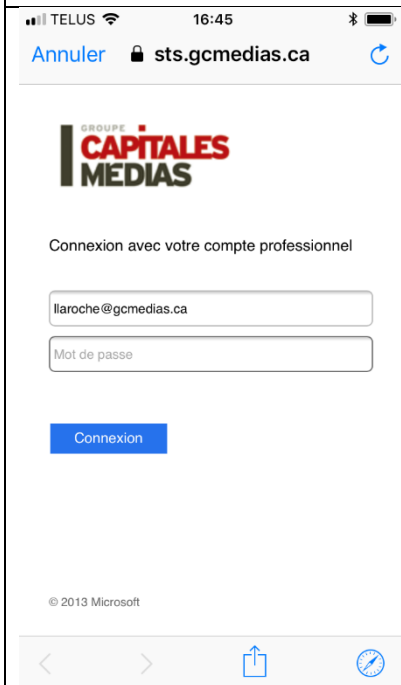 TELUS 16:45
Annuler sts.gcmedias.ca
GROUPE
CAPITALES
MEDIAS
Connexion avec votre compte professionnel
llaroche@gcmedias.ca
Mot de passe
Connexion
© 2013 Microsoft